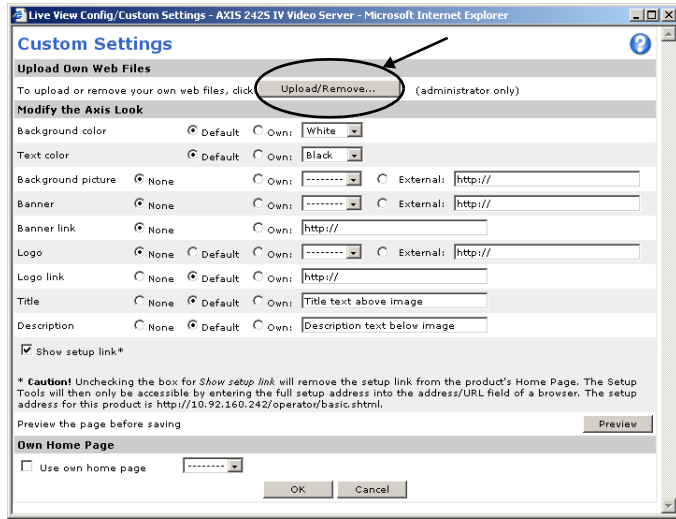 Live View Config/Custom Settings - AXIS 242S IV Video Server - Microsoft Internet Explorer
Custom Settings
Upload Own Web Files
To upload or remove your own web files, click Upload/Remove... (administrator only)
Modify the Axis Look
Background color Default Own: White
Text color Default Own: Black
Background picture None Own: -------- External: http://
Banner None Own: -------- External: http://
Banner link None Own: http://
Logo None Default Own: -------- External: http://
Logo link None Default Own: http://
Title None Default Own: Title text above image
Description None Default Own: Description text below image
Show setup link*
* Caution! Unchecking the box for Show setup link will remove the setup link from the product's Home Page. The Setup
Tools will then only be accessible by entering the full setup address into the address/URL field of a browser. The setup
address for this product is http://10.92.160.242/operator/basic.shtml.
Preview the page before saving Preview
Own Home Page
Use own home page --------
OK Cancel